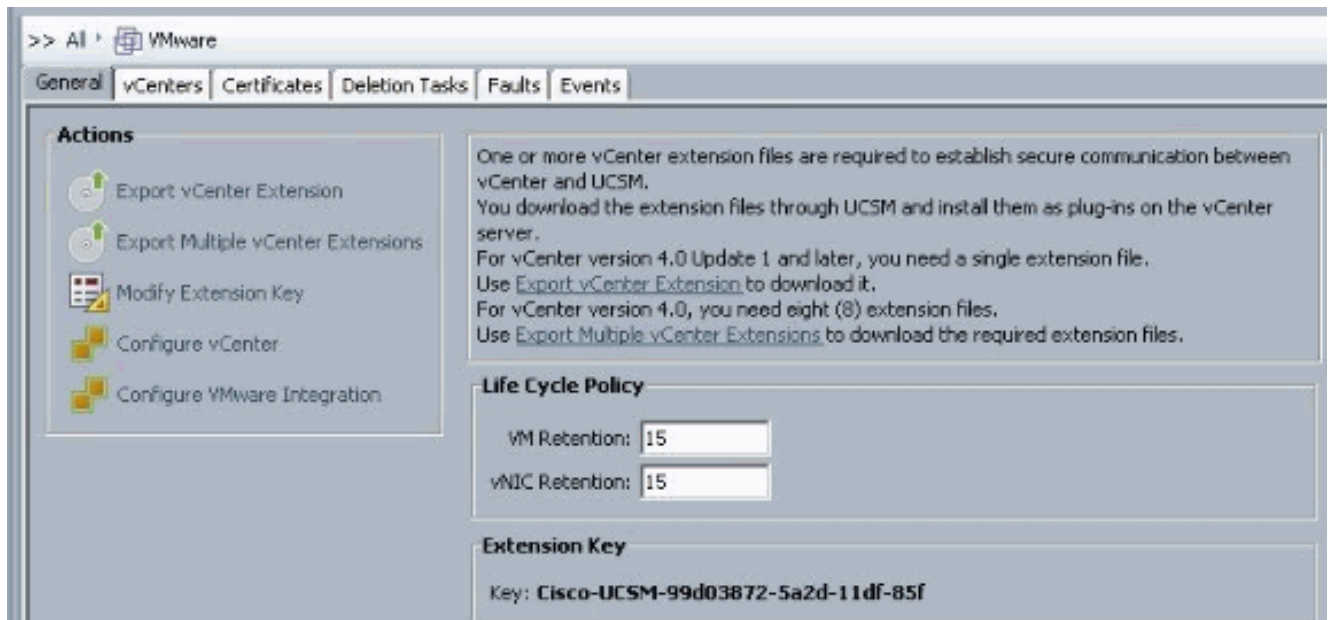 >> All VMware
General vCenters Certificates Deletion Tasks Faults Events
Actions
Export vCenter Extension
Export Multiple vCenter Extensions
Modify Extension Key
Configure vCenter
Configure VMware Integration
One or more vCenter extension files are required to establish secure communication between
vCenter and UCSM.
You download the extension files through UCSM and install them as plug-ins on the vCenter
server.
For vCenter version 4.0 Update 1 and later, you need a single extension file.
Use Export vCenter Extension to download it.
For vCenter version 4.0, you need eight (8) extension files.
Use Export Multiple vCenter Extensions to download the required extension files.
Life Cycle Policy
VM Retention: 15
vNIC Retention: 15
Extension Key
Key: Cisco-UCSM-99d03872-5a2d-11df-85f